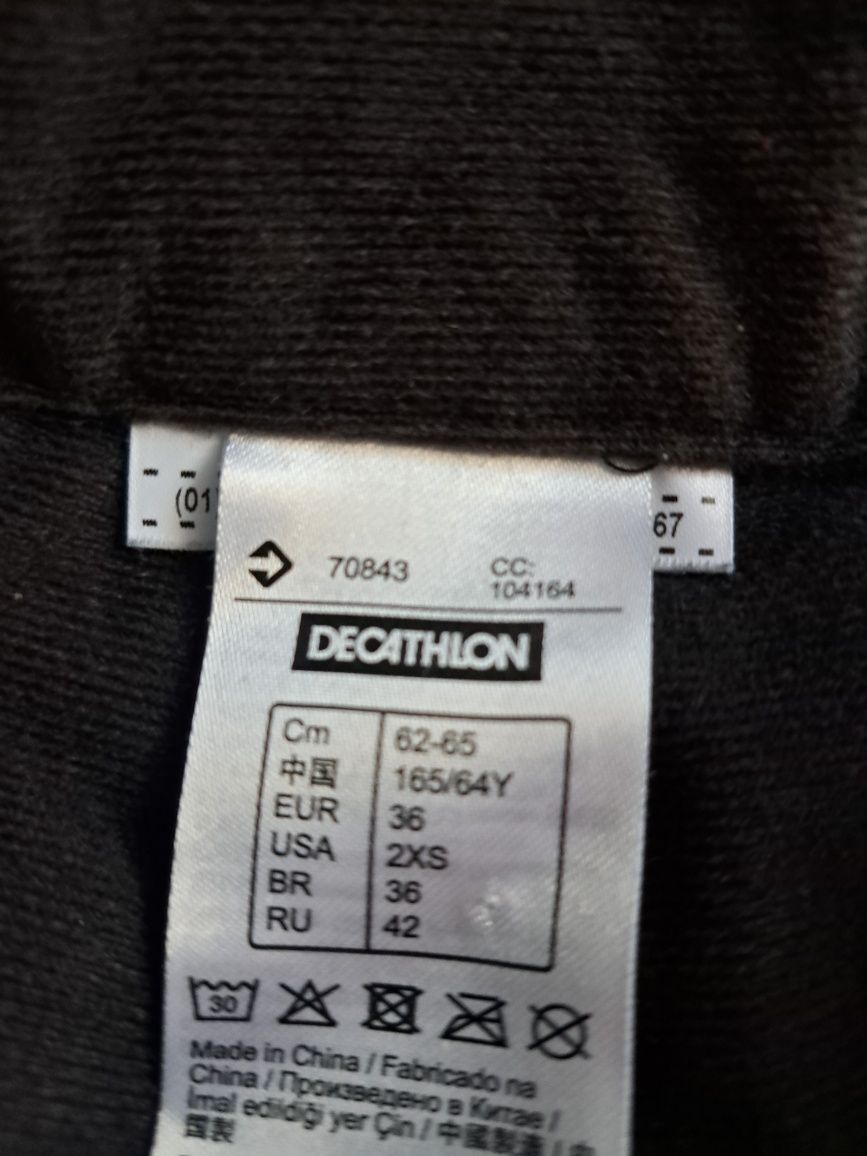 (01
67
70843
CC:
104164
DECATHLON
Cm 62-65
中国 165/64Y
EUR 36
USA 2XS
BR 36
RU 42
30
Made in China / Fabricado na
China / Произведено в Китае /
İmal edildiği yer Çin / 中國製造 / 中
国製